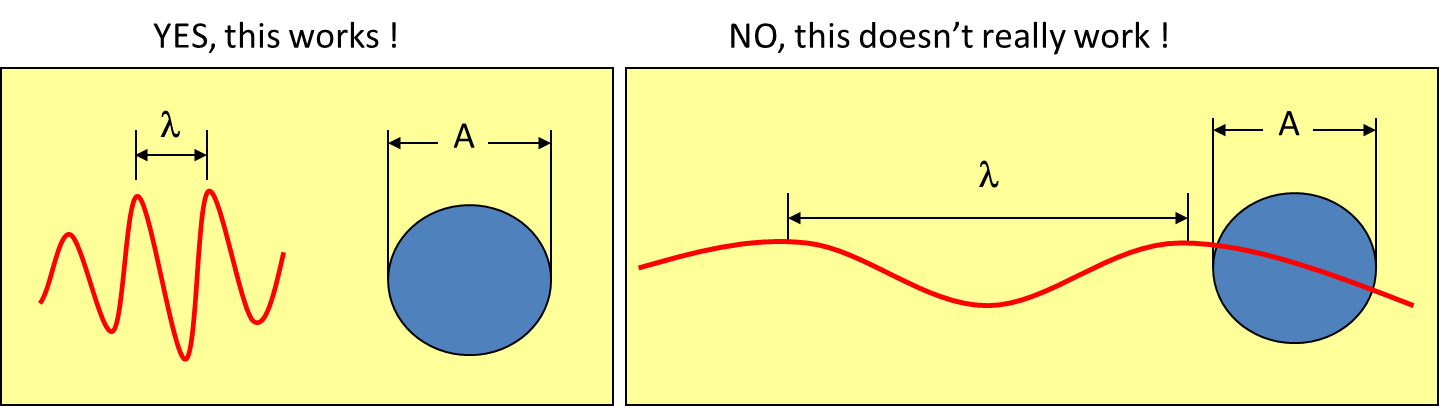 YES, this works !
NO, this doesn’t really work !
λ
A
λ
A